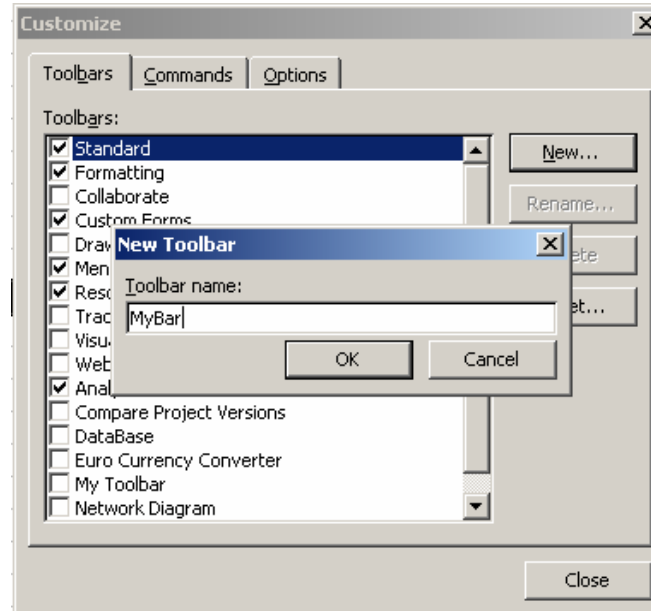 Customize
Toolbars Commands Options
Toolbars:
Standard
New...
Formatting
Collaborate
Rename...
Custom Forms
New Toolbar
Toolbar name:
MyBar
OK Cancel
Compare Project Versions
DataBase
Euro Currency Converter
My Toolbar
Network Diagram
Close